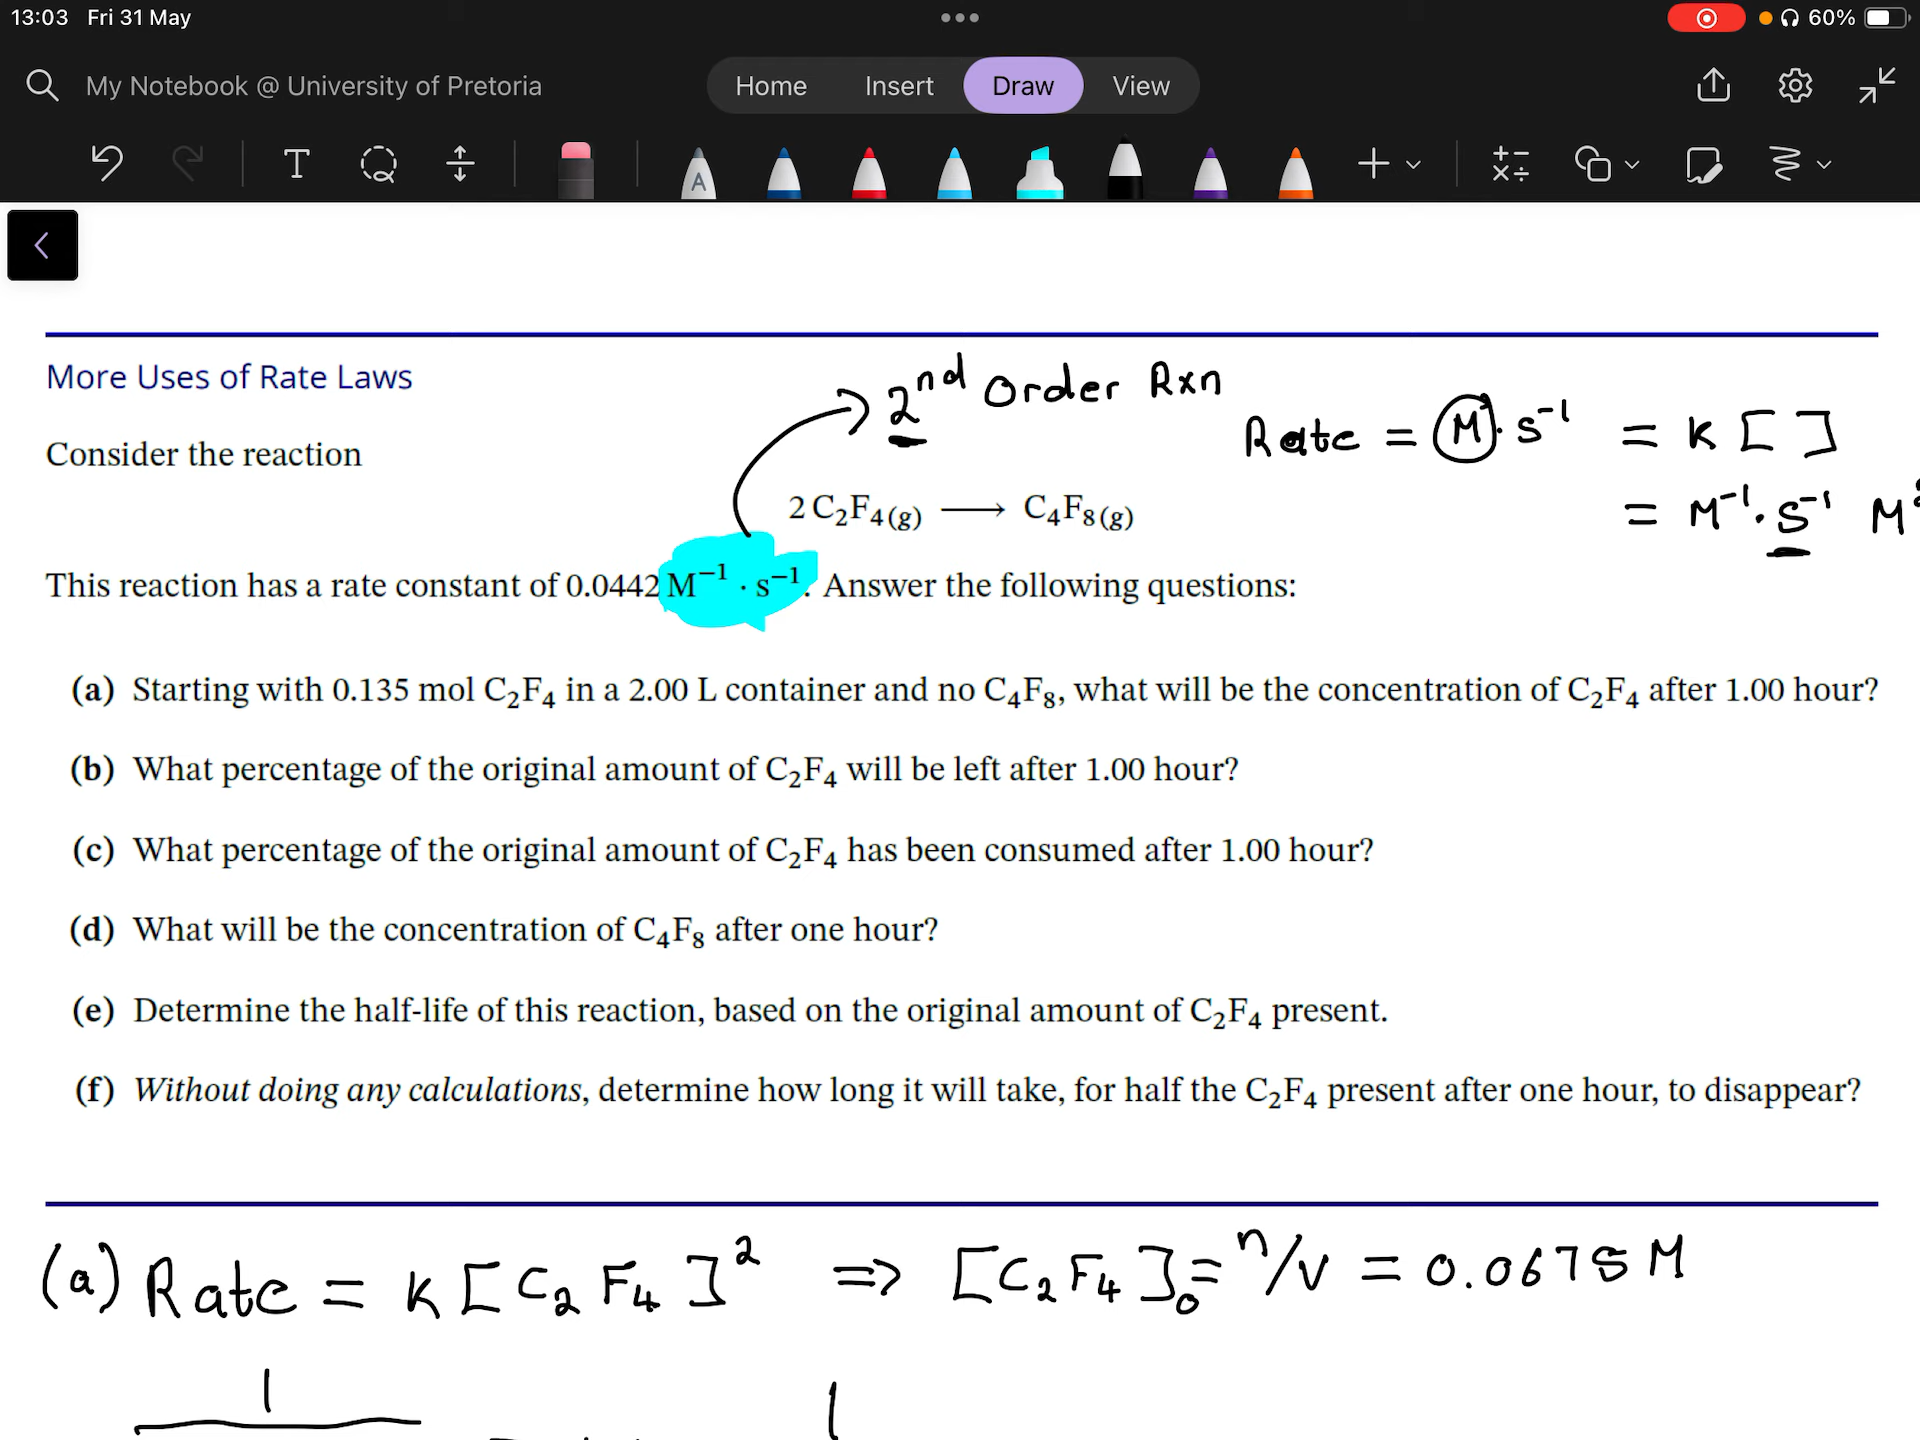 13:03 Fri 31 May
60%
My Notebook @ University of Pretoria
Home Insert Draw View
T
A
More Uses of Rate Laws
2nd Order Rxn
Rate = M · s⁻¹ = K [ ]
Consider the reaction
2 C₂F₄(g) ⟶ C₄F₈(g)
= M⁻¹ · s⁻¹ M
This reaction has a rate constant of 0.0442 M⁻¹ · s⁻¹. Answer the following questions:
(a) Starting with 0.135 mol C₂F₄ in a 2.00 L container and no C₄F₈, what will be the concentration of C₂F₄ after 1.00 hour?
(b) What percentage of the original amount of C₂F₄ will be left after 1.00 hour?
(c) What percentage of the original amount of C₂F₄ has been consumed after 1.00 hour?
(d) What will be the concentration of C₄F₈ after one hour?
(e) Determine the half-life of this reaction, based on the original amount of C₂F₄ present.
(f) Without doing any calculations, determine how long it will take, for half the C₂F₄ present after one hour, to disappear?
(a) Rate = K [C₂F₄]² => [C₂F₄]₀ = n/v = 0.0675 M
1 1